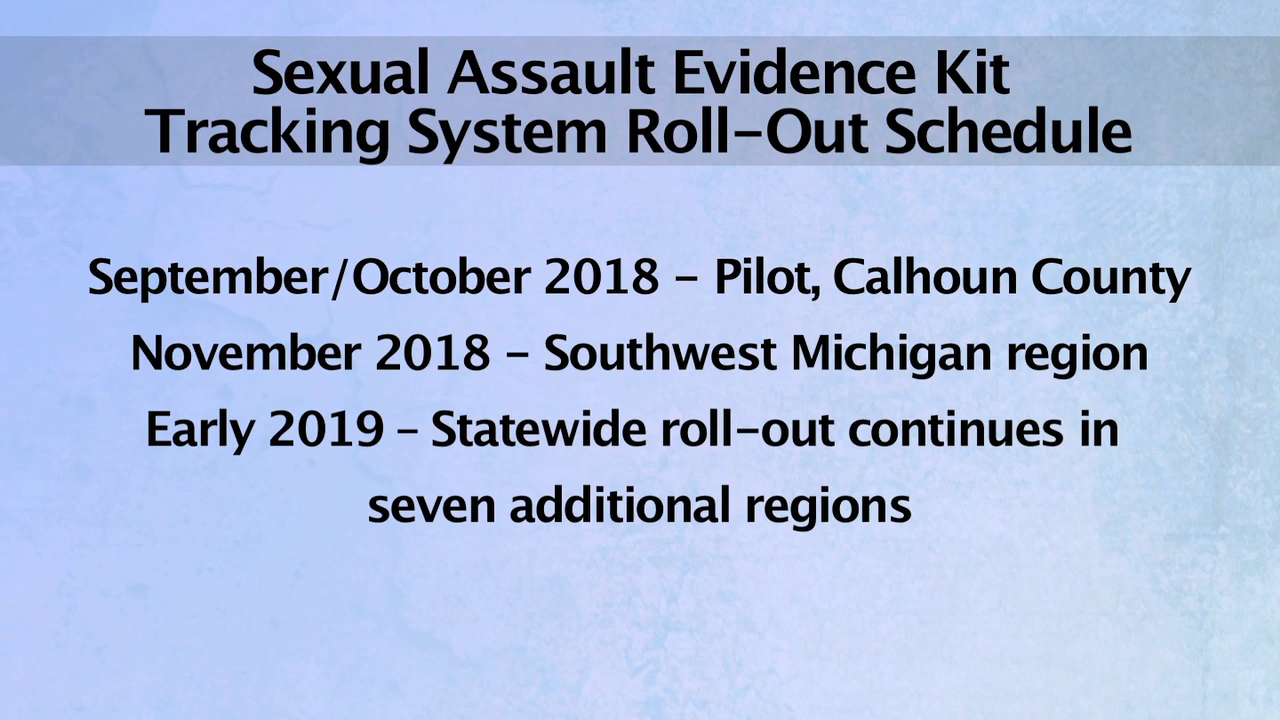 Sexual Assault Evidence Kit
Tracking System Roll-Out Schedule
September/October 2018 - Pilot, Calhoun County
November 2018 - Southwest Michigan region
Early 2019 - Statewide roll-out continues in
seven additional regions